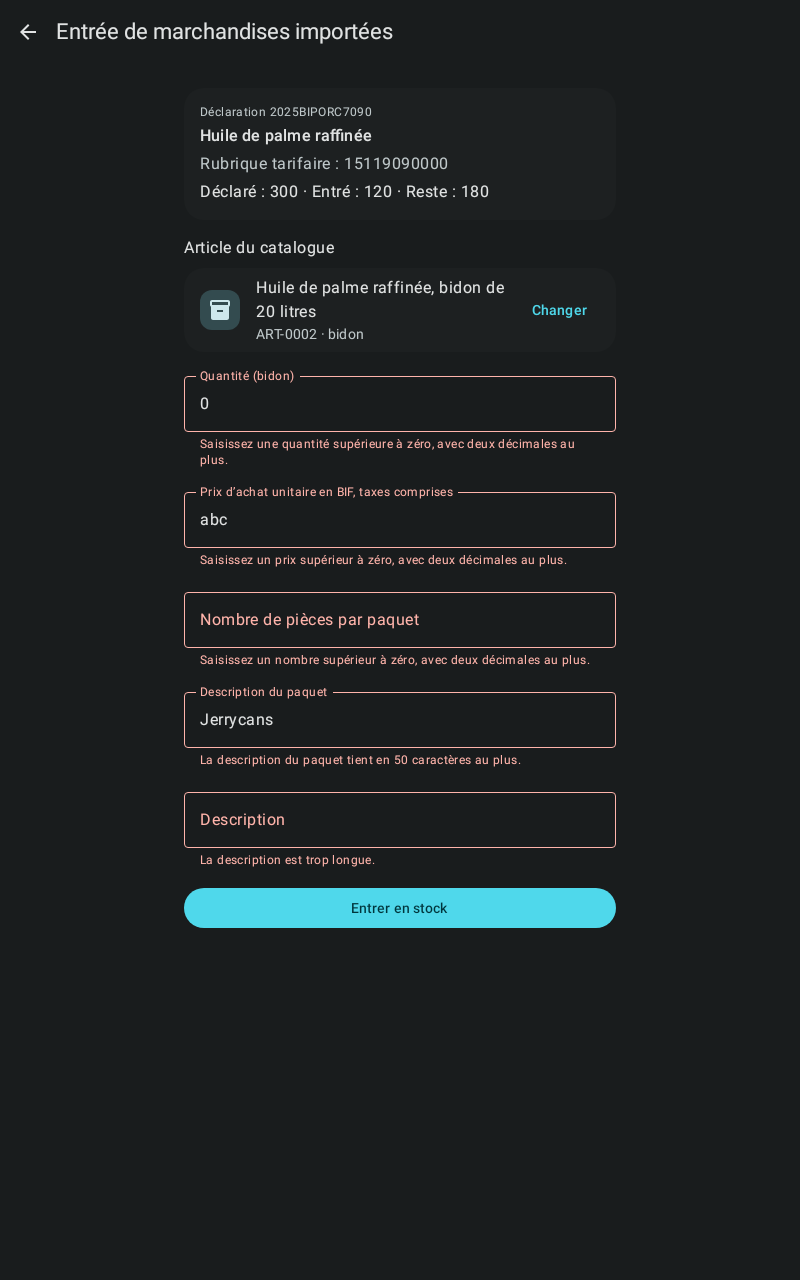 Entrée de marchandises importées
Déclaration 2025BIPORC7090
Huile de palme raffinée
Rubrique tarifaire : 15119090000
Déclaré : 300 · Entré : 120 · Reste : 180
Article du catalogue
Huile de palme raffinée, bidon de
20 litres
ART-0002 · bidon
Changer
Quantité (bidon)
0
Saisissez une quantité supérieure à zéro, avec deux décimales au
plus.
Prix d’achat unitaire en BIF, taxes comprises
abc
Saisissez un prix supérieur à zéro, avec deux décimales au plus.
Nombre de pièces par paquet
Saisissez un nombre supérieur à zéro, avec deux décimales au plus.
Description du paquet
Jerrycans
La description du paquet tient en 50 caractères au plus.
Description
La description est trop longue.
Entrer en stock